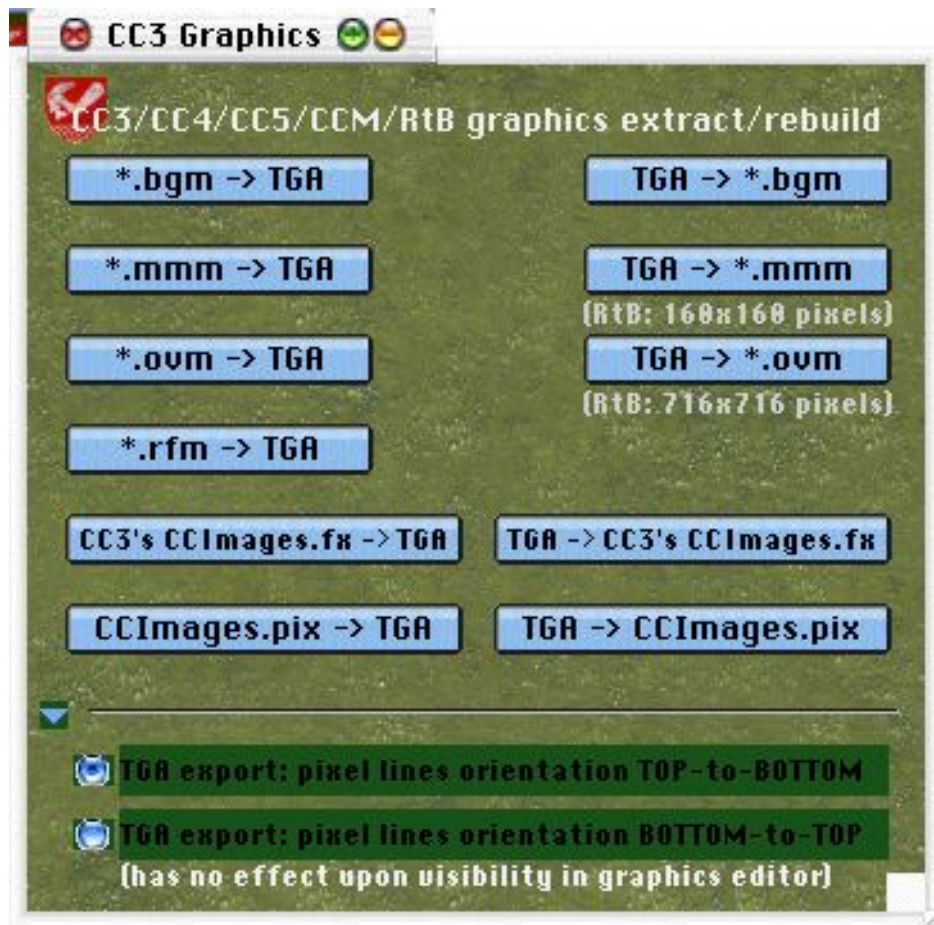 CC3 Graphics
CC3/CC4/CC5/CCM/RtB graphics extract/rebuild
*.bgm -> TGA
TGA -> *.bgm
*.mmm -> TGA
TGA -> *.mmm
(RtB: 160x160 pixels)
*.ovm -> TGA
TGA -> *.ovm
(RtB: 716x716 pixels)
*.rfm -> TGA
CC3's CCImages.fx -> TGA
TGA -> CC3's CCImages.fx
CCImages.pix -> TGA
TGA -> CCImages.pix
TGA export: pixel lines orientation TOP-to-BOTTOM
TGA export: pixel lines orientation BOTTOM-to-TOP
(has no effect upon visibility in graphics editor)